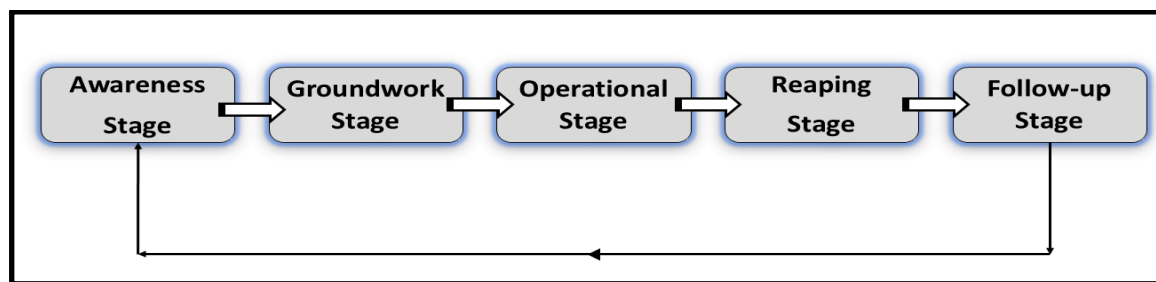 Awareness
Stage
Groundwork
Stage
Operational
Stage
Reaping
Stage
Follow-up
Stage